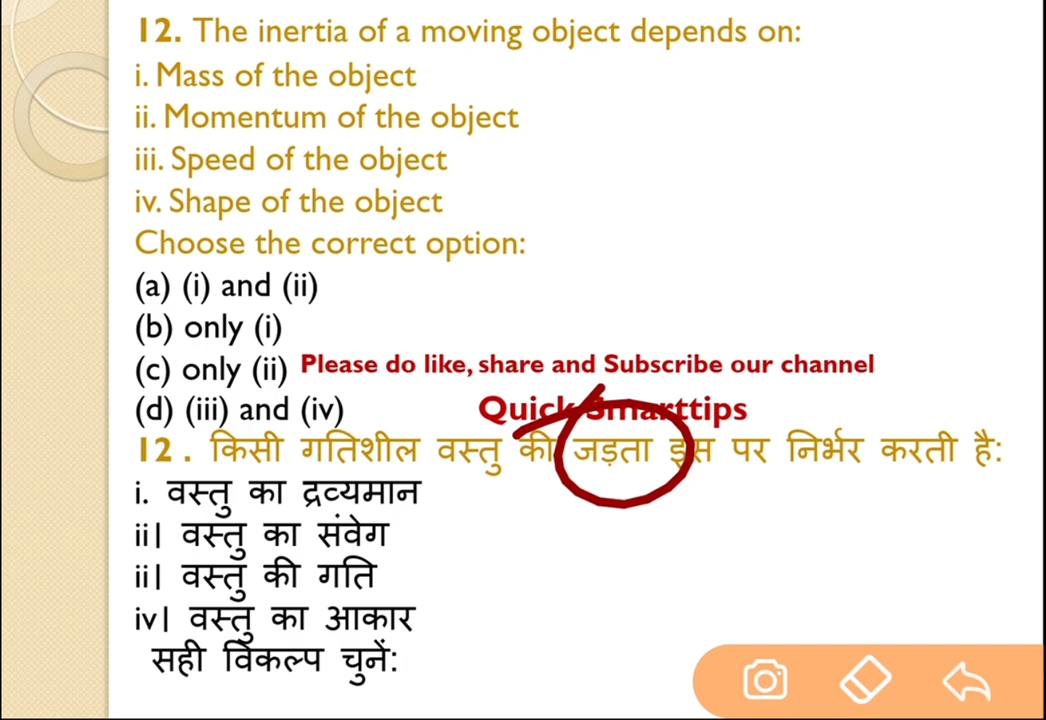 12. The inertia of a moving object depends on:
i. Mass of the object
ii. Momentum of the object
iii. Speed of the object
iv. Shape of the object
Choose the correct option:
(a) (i) and (ii)
(b) only (i)
(c) only (ii) Please do like, share and Subscribe our channel
(d) (iii) and (iv) Quick Smarttips
12 . किसी गतिशील वस्तु की जड़ता इस पर निर्भर करती है:
i. वस्तु का द्रव्यमान
ii। वस्तु का संवेग
ii। वस्तु की गति
iv। वस्तु का आकार
सही विकल्प चुनें: